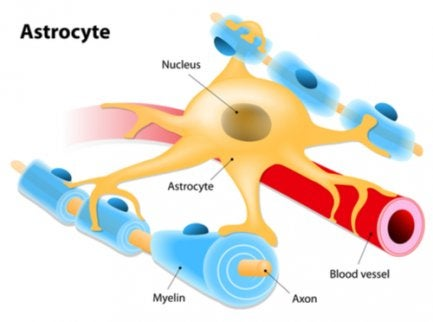 Astrocyte
Nucleus
Astrocyte
Blood vessel
Myelin
Axon